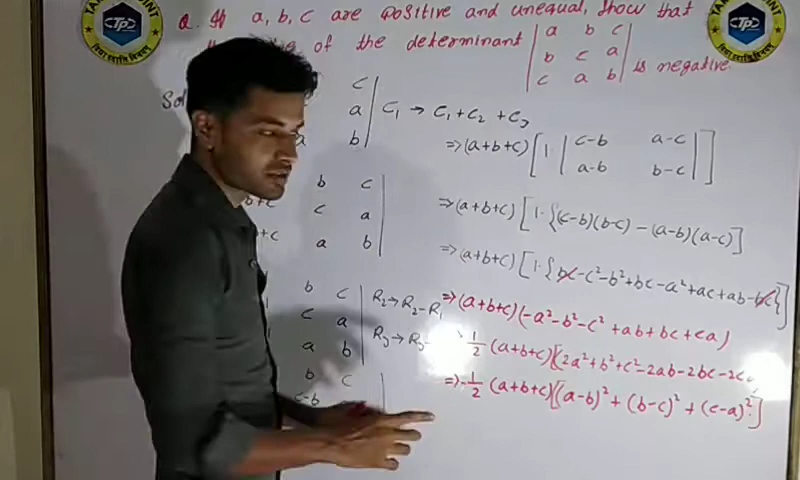 Q. If a, b, c are positive and unequal, show that
of the determinant | a b c |
| b c a | is negative
| c a b |
Sol
c
a | C₁ → C₁ + C₂ + C₃
a b
b c
b+c c a
+c a b
b c
c a | R₂ → R₂ - R₁
a b | R₃ → R₃ -
b c
c-b
⇒ (a+b+c) [ 1 | c-b a-c | ]
| a-b b-c |
⇒ (a+b+c) [ 1· { (c-b)(b-c) - (a-b)(a-c) ]
⇒ (a+b+c) [ 1· { bc - c² - b² + bc - a² + ac + ab - bc } ]
⇒ (a+b+c) (-a² - b² - c² + ab + bc + ca)
1/2 (a+b+c) [ 2a² + b² + c² - 2ab - 2bc - 2c
⇒ -1/2 (a+b+c) [ (a-b)² + (b-c)² + (c-a)² ]